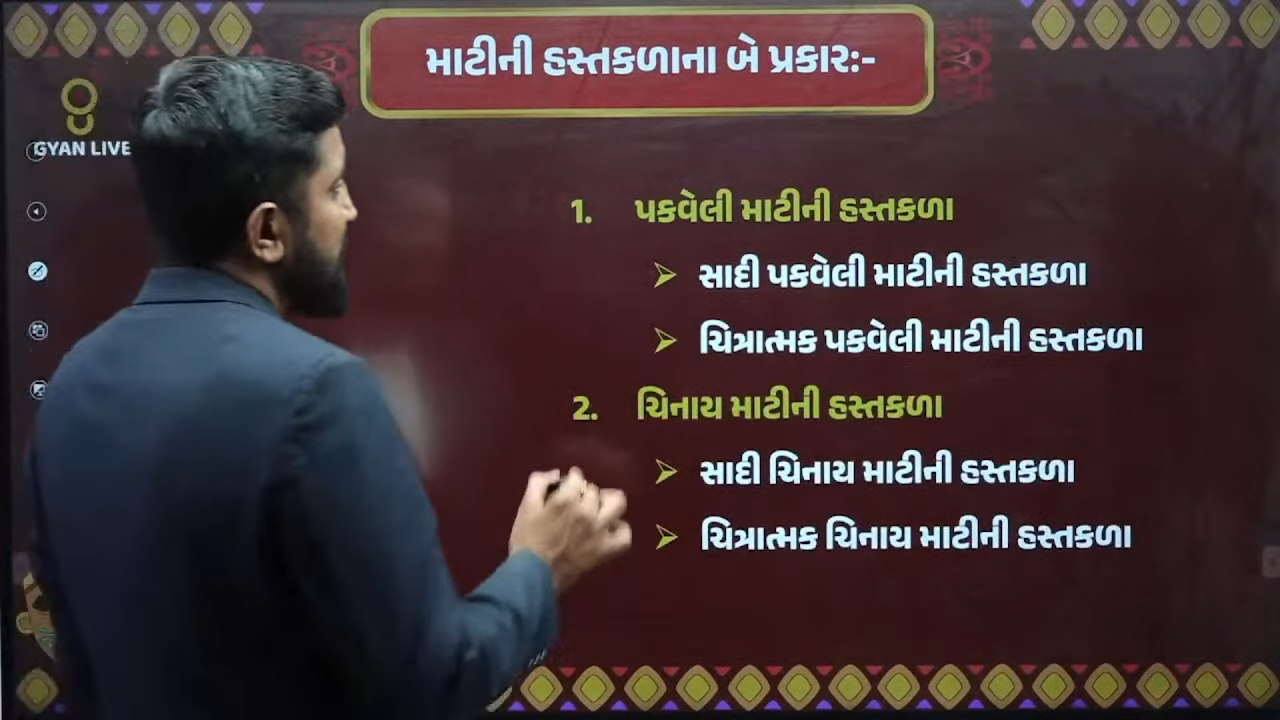 માટીની હસ્તકળાના બે પ્રકાર:-
GYAN LIVE
1. પકવેલી માટીની હસ્તકળા
➢ સાદી પકવેલી માટીની હસ્તકળા
➢ ચિત્રાત્મક પકવેલી માટીની હસ્તકળા
2. ચિનાય માટીની હસ્તકળા
➢ સાદી ચિનાય માટીની હસ્તકળા
➢ ચિત્રાત્મક ચિનાય માટીની હસ્તકળા